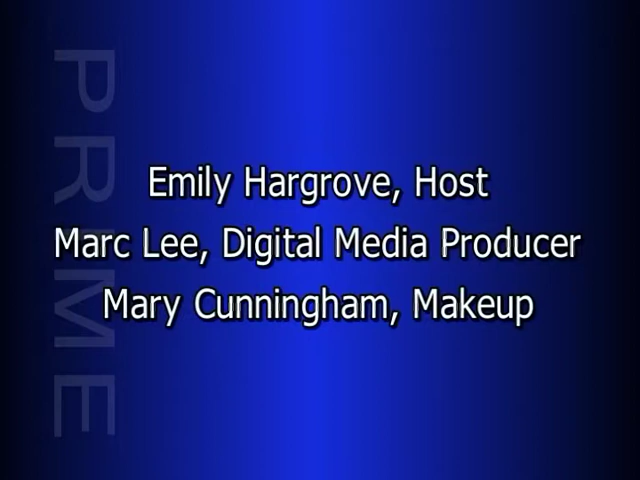 PRIME
Emily Hargrove, Host
Marc Lee, Digital Media Producer
Mary Cunningham, Makeup